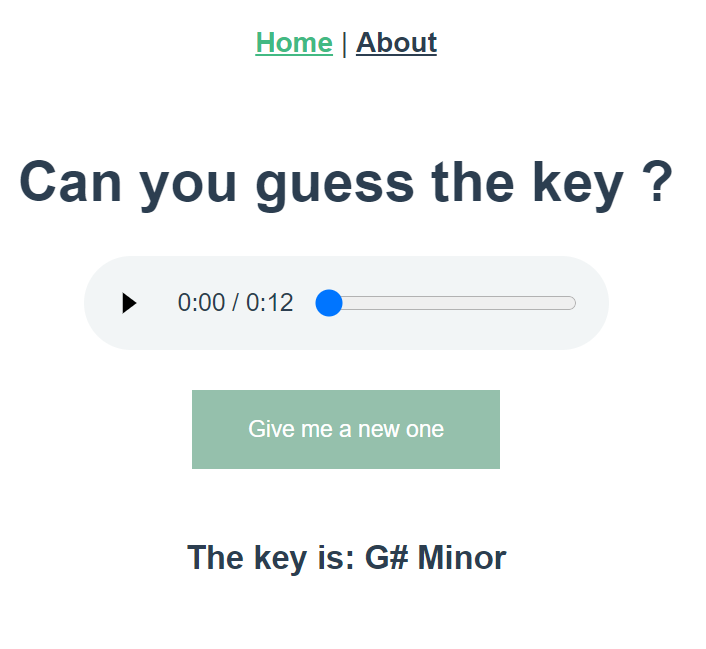 Home | About
Can you guess the key ?
0:00 / 0:12
Give me a new one
The key is: G# Minor